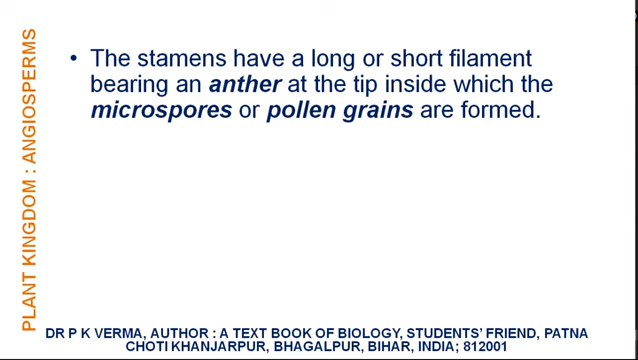 PLANT KINGDOM : ANGIOSPERMS
• The stamens have a long or short filament
bearing an anther at the tip inside which the
microspores or pollen grains are formed.
DR P K VERMA, AUTHOR : A TEXT BOOK OF BIOLOGY, STUDENTS' FRIEND, PATNA
CHOTI KHANJARPUR, BHAGALPUR, BIHAR, INDIA; 812001